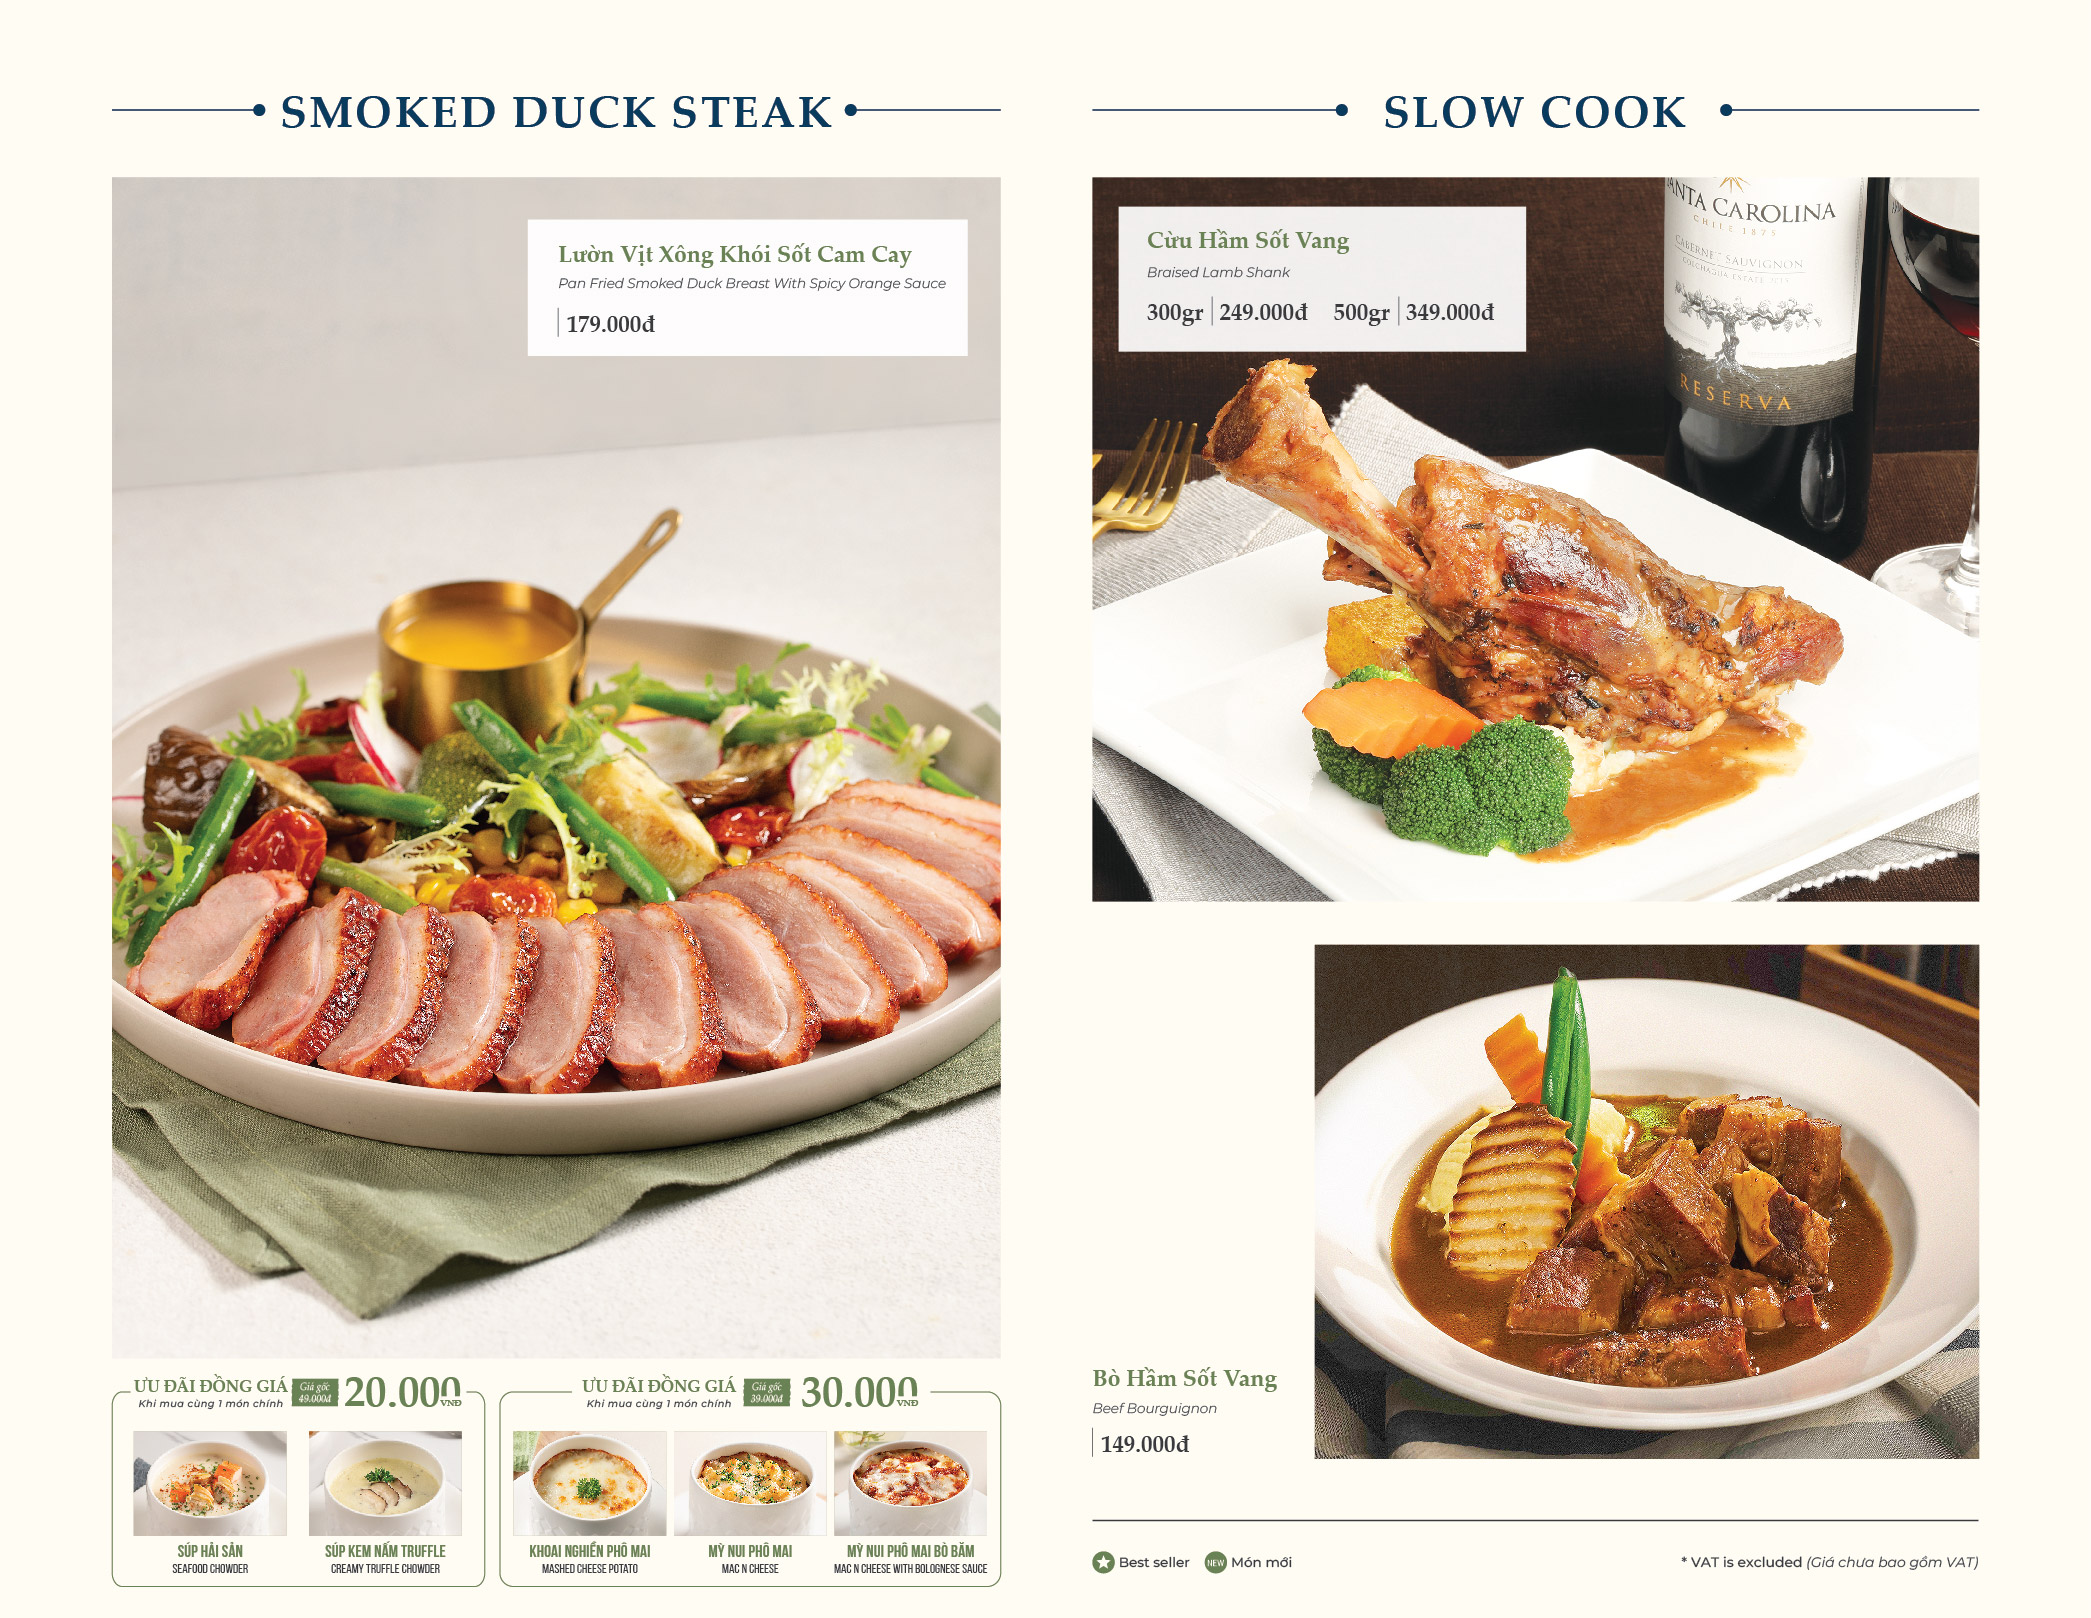 SMOKED DUCK STEAK
Lườn Vịt Xông Khói Sốt Cam Cay
Pan Fried Smoked Duck Breast With Spicy Orange Sauce
179.000đ
ƯU ĐÃI ĐỒNG GIÁ
Khi mua cùng 1 món chính
Giá gốc
49.000đ
20.000
VNĐ
SÚP HẢI SẢN
SEAFOOD CHOWDER
SÚP KEM NẤM TRUFFLE
CREAMY TRUFFLE CHOWDER
ƯU ĐÃI ĐỒNG GIÁ
Khi mua cùng 1 món chính
Giá gốc
39.000đ
30.000
VNĐ
KHOAI NGHIỀN PHÔ MAI
MASHED CHEESE POTATO
MỲ NUI PHÔ MAI
MAC N CHEESE
MỲ NUI PHÔ MAI BÒ BẰM
MAC N CHEESE WITH BOLOGNESE SAUCE
SLOW COOK
Cừu Hầm Sốt Vang
Braised Lamb Shank
300gr 249.000đ 500gr 349.000đ
ANTA CAROLINA
CHILE 1875
CABERNET SAUVIGNON
RESERVA
Bò Hầm Sốt Vang
Beef Bourguignon
149.000đ
Best seller NEW Món mới
* VAT is excluded (Giá chưa bao gồm VAT)